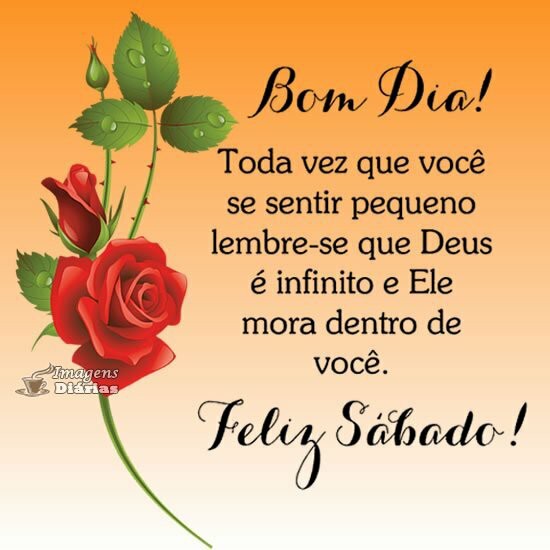 Bom Dia!
Toda vez que você
se sentir pequeno
lembre-se que Deus
é infinito e Ele
mora dentro de
você.
Imagens
Diárias
Feliz Sábado!